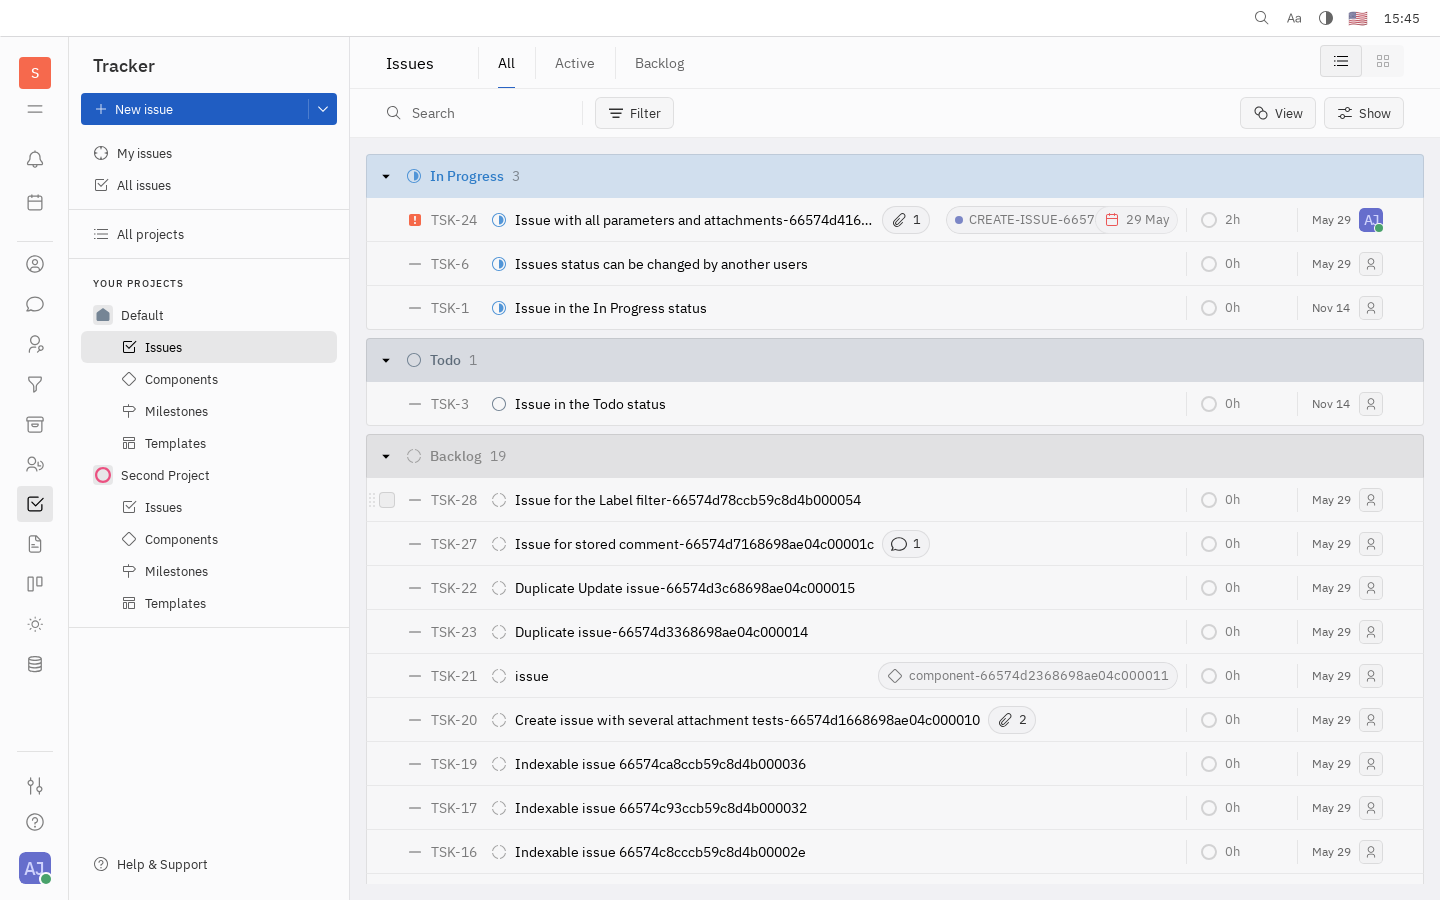 Aa
15:45
S
Tracker
New issue
My issues
All issues
All projects
YOUR PROJECTS
Default
Issues
Components
Milestones
Templates
Second Project
Issues
Components
Milestones
Templates
Help & Support
AJ
Issues
All
Active
Backlog
Search
Filter
View
Show
In Progress 3
TSK-24 Issue with all parameters and attachments-66574d416... 1 CREATE-ISSUE-6657 29 May 2h May 29 AJ
TSK-6 Issues status can be changed by another users 0h May 29
TSK-1 Issue in the In Progress status 0h Nov 14
Todo 1
TSK-3 Issue in the Todo status 0h Nov 14
Backlog 19
TSK-28 Issue for the Label filter-66574d78ccb59c8d4b000054 0h May 29
TSK-27 Issue for stored comment-66574d7168698ae04c00001c 1 0h May 29
TSK-22 Duplicate Update issue-66574d3c68698ae04c000015 0h May 29
TSK-23 Duplicate issue-66574d3368698ae04c000014 0h May 29
TSK-21 issue component-66574d2368698ae04c000011 0h May 29
TSK-20 Create issue with several attachment tests-66574d1668698ae04c000010 2 0h May 29
TSK-19 Indexable issue 66574ca8ccb59c8d4b000036 0h May 29
TSK-17 Indexable issue 66574c93ccb59c8d4b000032 0h May 29
TSK-16 Indexable issue 66574c8cccb59c8d4b00002e 0h May 29